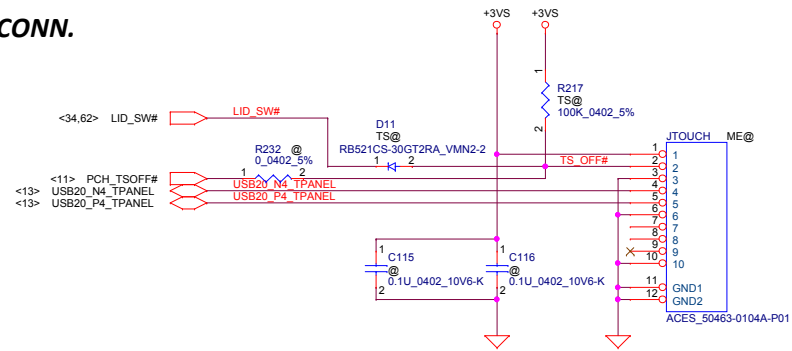 CONN.
+3VS
+3VS
1
R217
TS@
100K_0402_5%
2
<34,62> LID_SW#
LID_SW#
D11
TS@
RB521CS-30GT2RA_VMN2-2
1
2
JTOUCH
ME@
R232
@
0_0402_5%
1
2
TS_OFF#
<11> PCH_TSOFF#
<13> USB20_N4_TPANEL
<13> USB20_P4_TPANEL
USB20_N4_TPANEL
USB20_P4_TPANEL
1
2
3
4
5
6
7
8
9
10
11
12
1
2
3
4
5
6
7
8
9
10
GND1
GND2
ACES_50463-0104A-P01
1
C115
@
0.1U_0402_10V6-K
2
1
C116
@
0.1U_0402_10V6-K
2